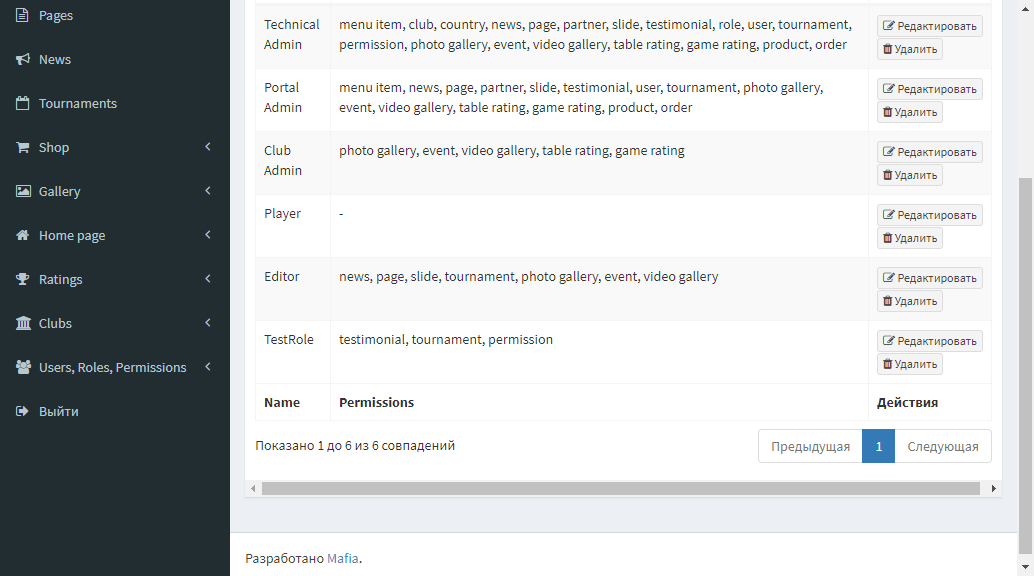 Pages
News
Tournaments
Shop
Gallery
Home page
Ratings
Clubs
Users, Roles, Permissions
Выйти
Technical
Admin
menu item, club, country, news, page, partner, slide, testimonial, role, user, tournament,
permission, photo gallery, event, video gallery, table rating, game rating, product, order
Редактировать
Удалить
Portal
Admin
menu item, news, page, partner, slide, testimonial, user, tournament, photo gallery,
event, video gallery, table rating, game rating, product, order
Редактировать
Удалить
Club
Admin
photo gallery, event, video gallery, table rating, game rating
Редактировать
Удалить
Player
-
Редактировать
Удалить
Editor
news, page, slide, tournament, photo gallery, event, video gallery
Редактировать
Удалить
TestRole
testimonial, tournament, permission
Редактировать
Удалить
Name
Permissions
Действия
Показано 1 до 6 из 6 совпадений
Предыдущая
1
Следующая
Разработано Mafia.